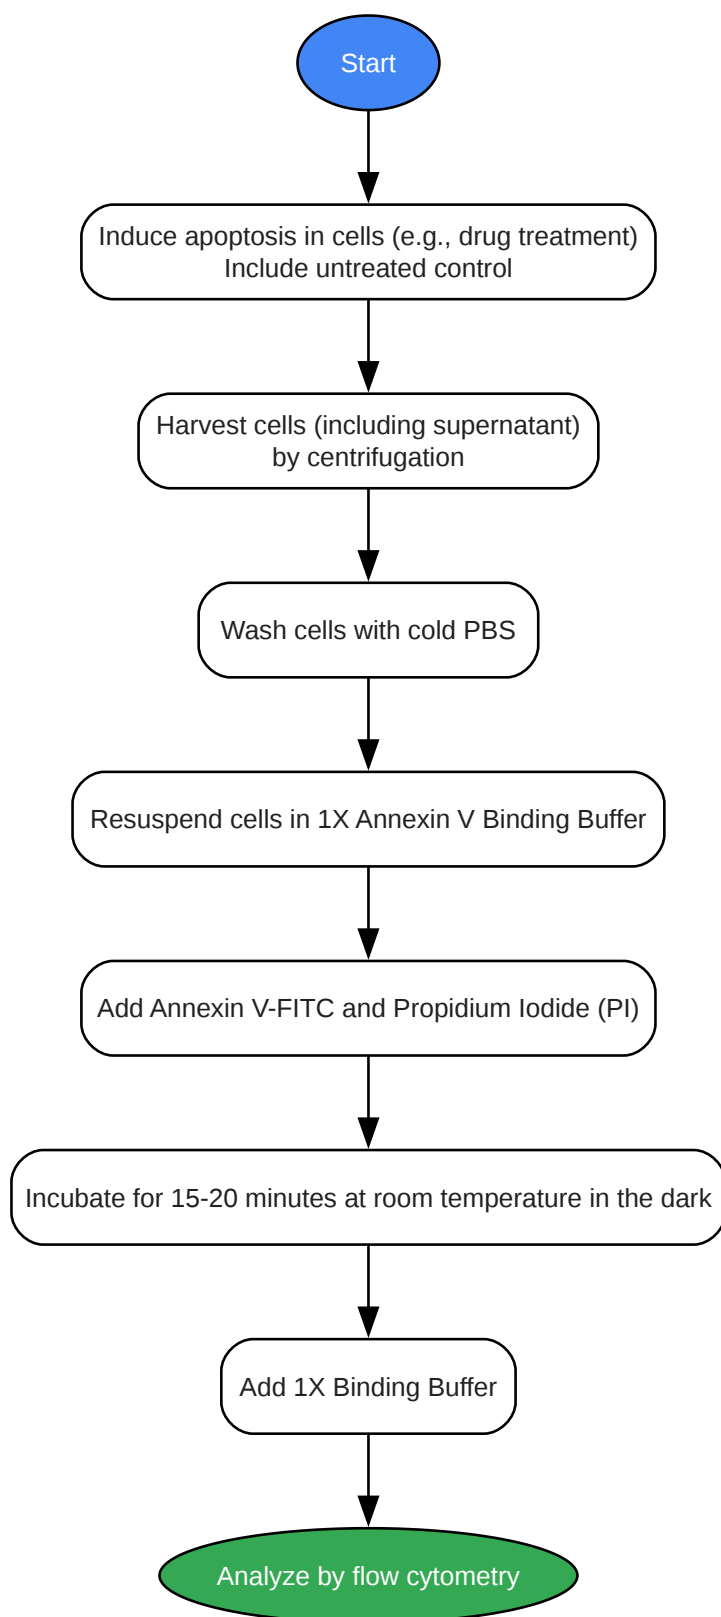 Start
Induce apoptosis in cells (e.g., drug treatment)
Include untreated control
Harvest cells (including supernatant)
by centrifugation
Wash cells with cold PBS
Resuspend cells in 1X Annexin V Binding Buffer
Add Annexin V-FITC and Propidium Iodide (PI)
Incubate for 15-20 minutes at room temperature in the dark
Add 1X Binding Buffer
Analyze by flow cytometry